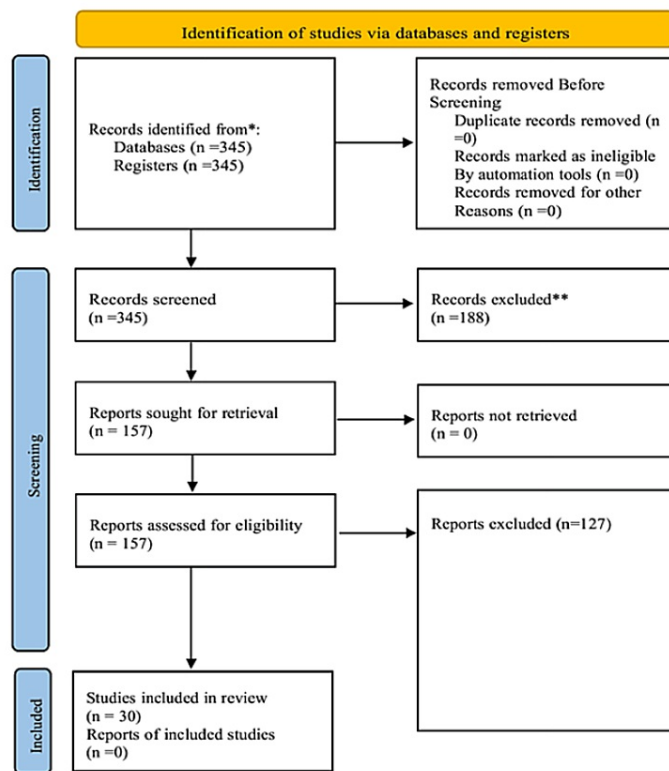 Identification of studies via databases and registers
Identification
Records identified from*:
Databases (n =345)
Registers (n =345)
Records removed Before
Screening
Duplicate records removed (n
=0)
Records marked as ineligible
By automation tools (n =0)
Records removed for other
Reasons (n =0)
Screening
Records screened
(n =345)
Records excluded**
(n =188)
Reports sought for retrieval
(n = 157)
Reports not retrieved
(n = 0)
Reports assessed for eligibility
(n = 157)
Reports excluded (n=127)
Included
Studies included in review
(n = 30)
Reports of included studies
(n =0)